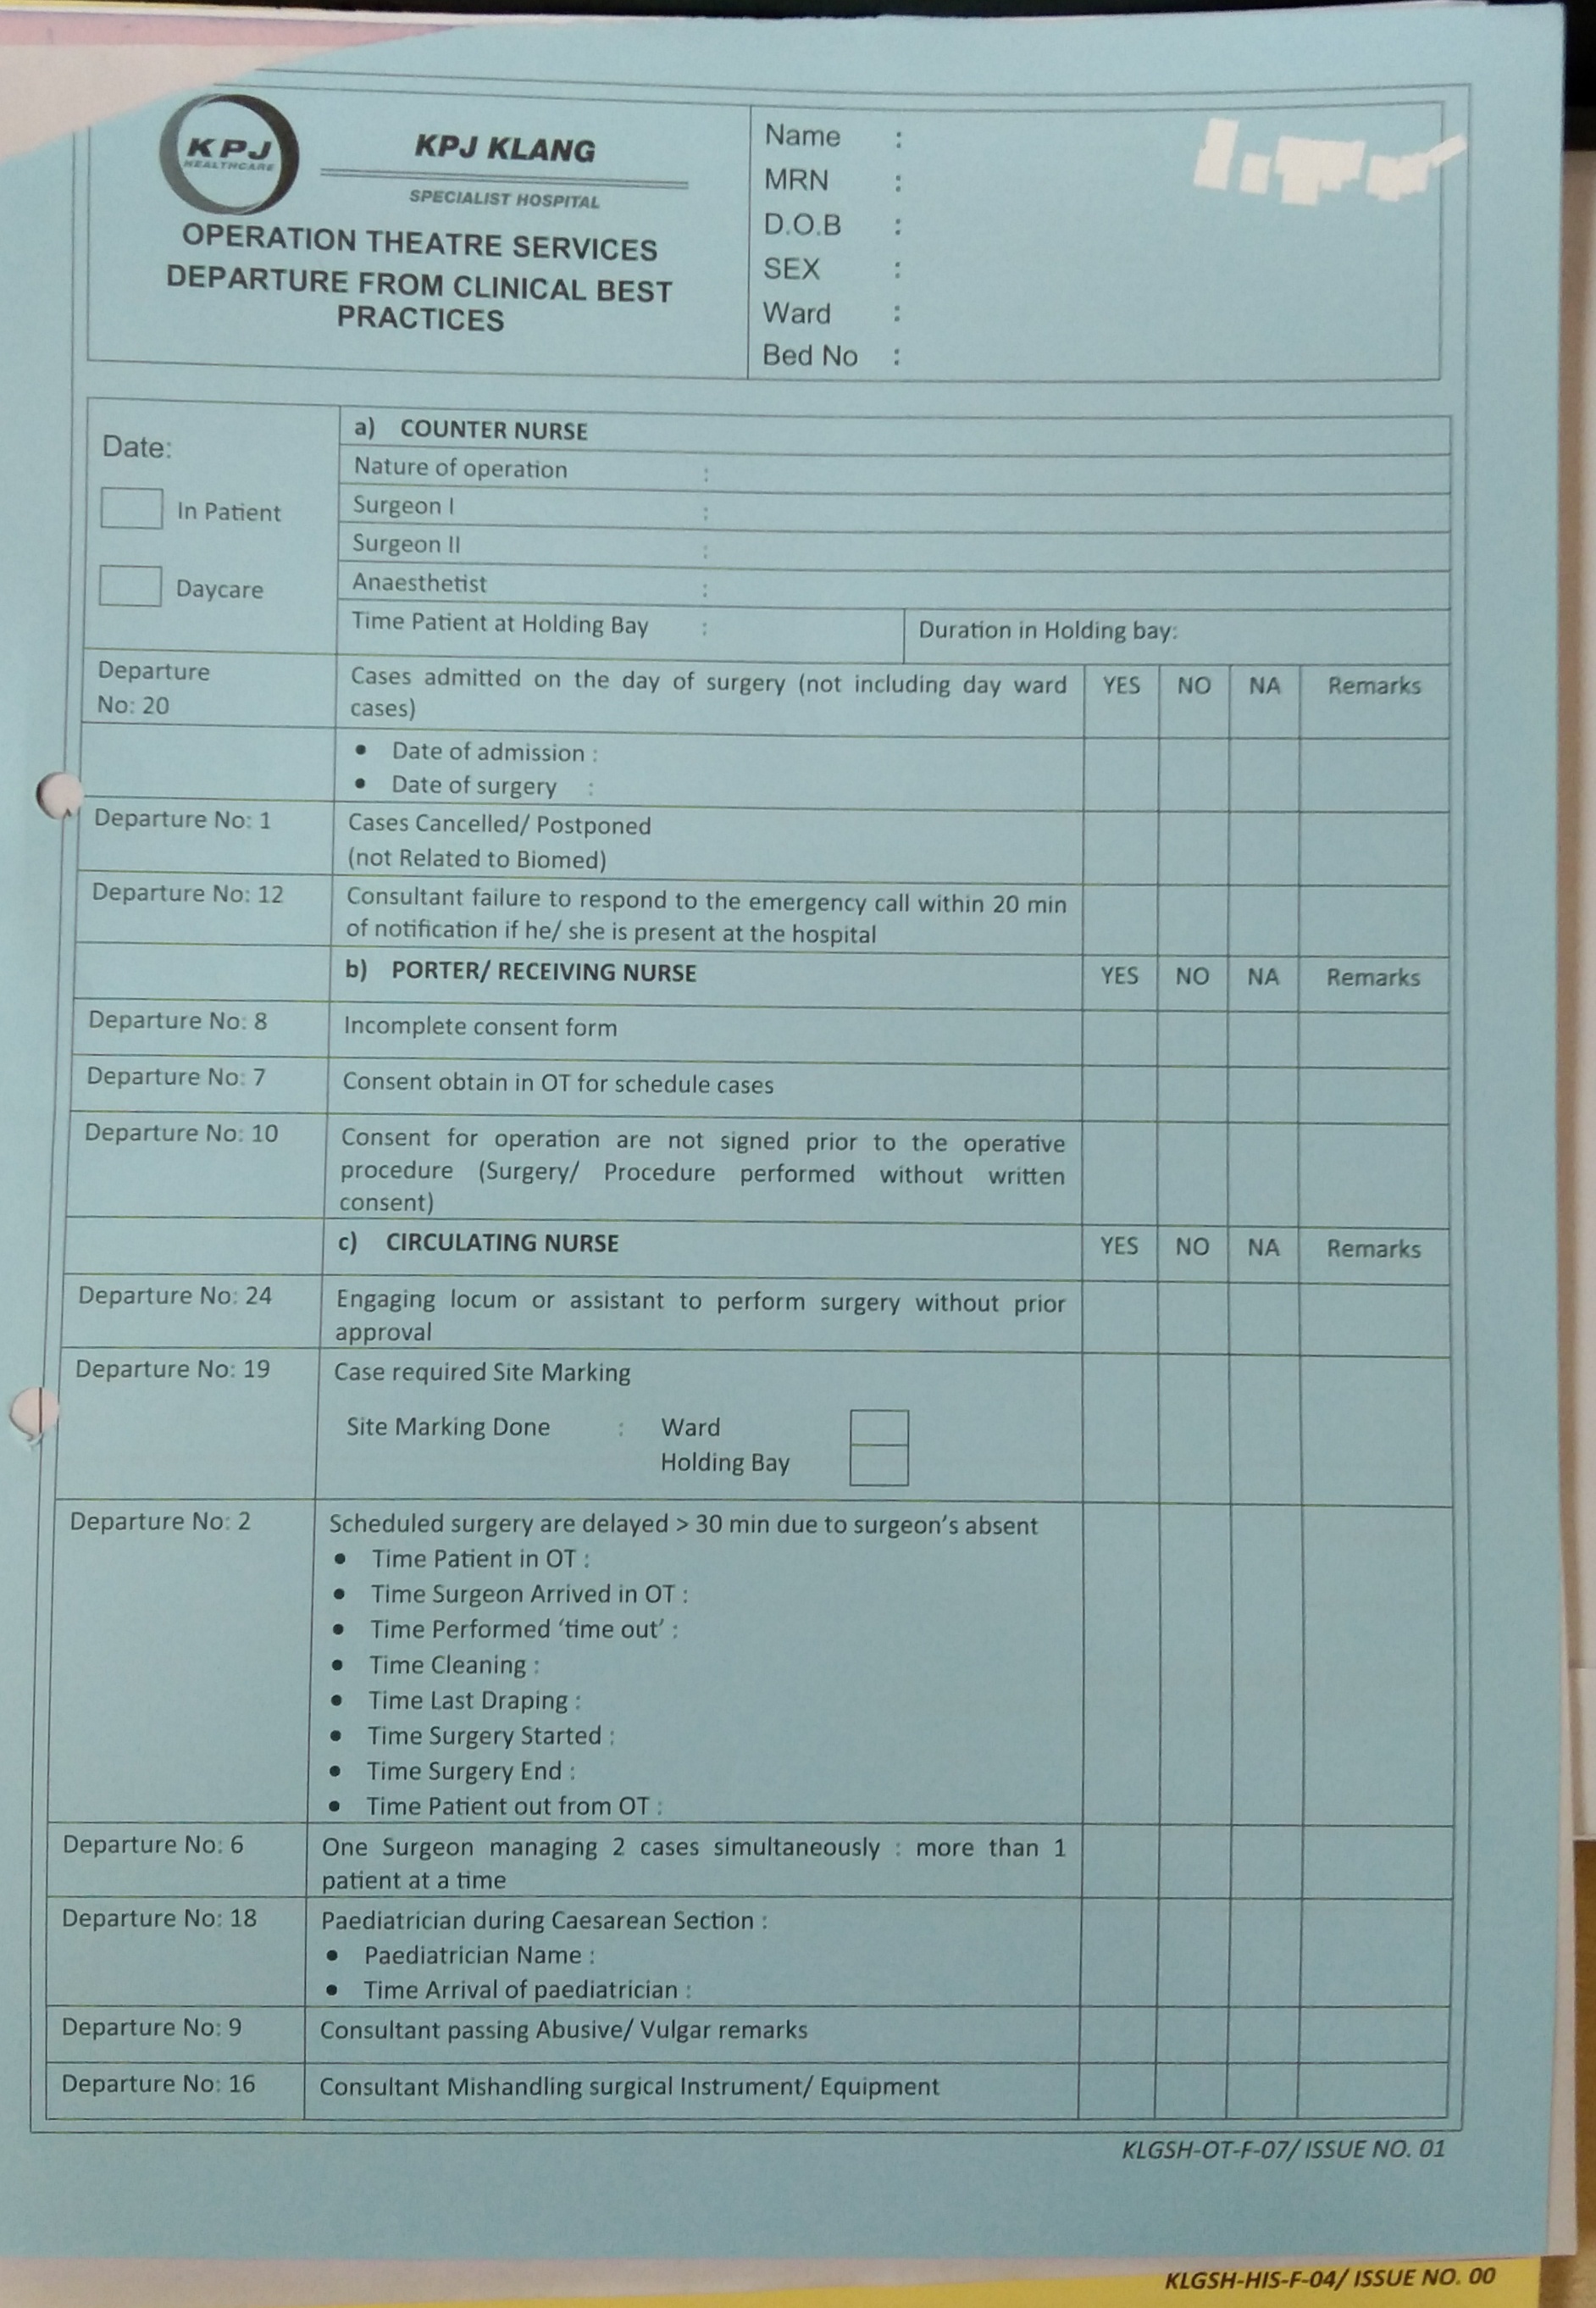 KPJ
HEALTHCARE
KPJ KLANG
SPECIALIST HOSPITAL
OPERATION THEATRE SERVICES
DEPARTURE FROM CLINICAL BEST
PRACTICES
Name :
MRN :
D.O.B :
SEX :
Ward :
Bed No :
Date:
In Patient
Daycare
a) COUNTER NURSE
Nature of operation :
Surgeon I :
Surgeon II :
Anaesthetist :
Time Patient at Holding Bay : Duration in Holding bay:
Departure
No: 20
Cases admitted on the day of surgery (not including day ward
cases)
YES NO NA Remarks
• Date of admission :
• Date of surgery :
Departure No: 1 Cases Cancelled/ Postponed
(not Related to Biomed)
Departure No: 12 Consultant failure to respond to the emergency call within 20 min
of notification if he/ she is present at the hospital
b) PORTER/ RECEIVING NURSE YES NO NA Remarks
Departure No: 8 Incomplete consent form
Departure No: 7 Consent obtain in OT for schedule cases
Departure No: 10 Consent for operation are not signed prior to the operative
procedure (Surgery/ Procedure performed without written
consent)
c) CIRCULATING NURSE YES NO NA Remarks
Departure No: 24 Engaging locum or assistant to perform surgery without prior
approval
Departure No: 19 Case required Site Marking
Site Marking Done : Ward
Holding Bay
Departure No: 2 Scheduled surgery are delayed > 30 min due to surgeon's absent
• Time Patient in OT :
• Time Surgeon Arrived in OT :
• Time Performed ‘time out’ :
• Time Cleaning :
• Time Last Draping :
• Time Surgery Started :
• Time Surgery End :
• Time Patient out from OT :
Departure No: 6 One Surgeon managing 2 cases simultaneously : more than 1
patient at a time
Departure No: 18 Paediatrician during Caesarean Section :
• Paediatrician Name :
• Time Arrival of paediatrician :
Departure No: 9 Consultant passing Abusive/ Vulgar remarks
Departure No: 16 Consultant Mishandling surgical Instrument/ Equipment
KLGSH-OT-F-07/ ISSUE NO. 01
KLGSH-HIS-F-04/ ISSUE NO. 00